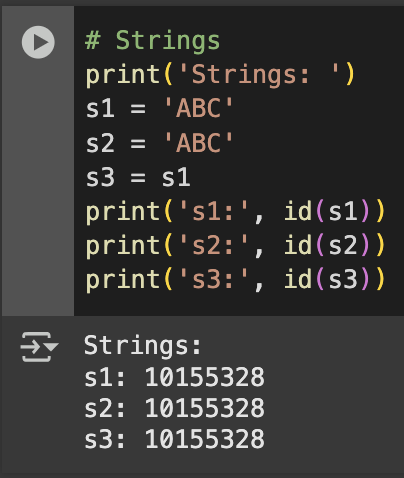 # Strings
print('Strings: ')
s1 = 'ABC'
s2 = 'ABC'
s3 = s1
print('s1:', id(s1))
print('s2:', id(s2))
print('s3:', id(s3))
Strings:
s1: 10155328
s2: 10155328
s3: 10155328